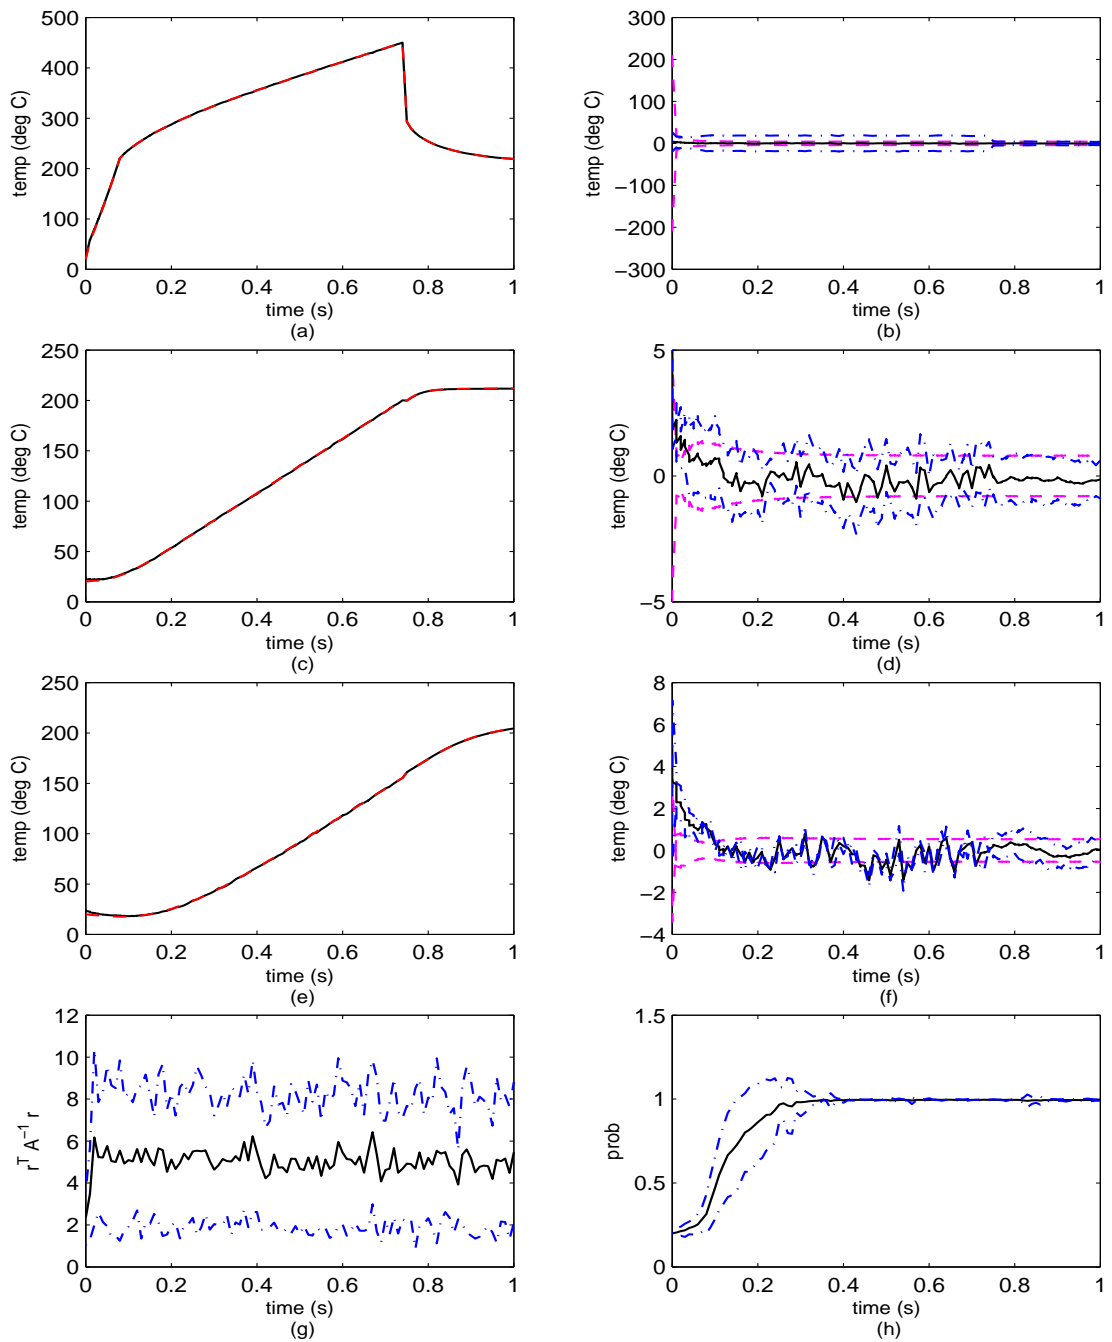 500
400
300
200
100
0
temp (deg C)
0 0.2 0.4 0.6 0.8 1
time (s)
(a)
300
200
100
0
−100
−200
−300
temp (deg C)
0 0.2 0.4 0.6 0.8 1
time (s)
(b)
250
200
150
100
50
0
temp (deg C)
0 0.2 0.4 0.6 0.8 1
time (s)
(c)
5
0
−5
temp (deg C)
0 0.2 0.4 0.6 0.8 1
time (s)
(d)
250
200
150
100
50
0
temp (deg C)
0 0.2 0.4 0.6 0.8 1
time (s)
(e)
8
6
4
2
0
−2
−4
temp (deg C)
0 0.2 0.4 0.6 0.8 1
time (s)
(f)
12
10
8
6
4
2
0
r^T A^−1 r
0 0.2 0.4 0.6 0.8 1
time (s)
(g)
1.5
1
0.5
0
prob
0 0.2 0.4 0.6 0.8 1
time (s)
(h)